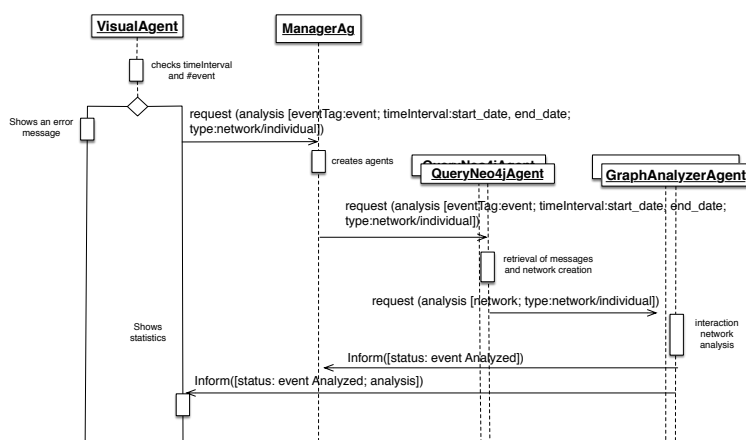 VisualAgent
ManagerAg
checks timeInterval
and #event
Shows an error
message
request (analysis [eventTag:event; timeInterval:start_date, end_date;
type:network/individual])
creates agents
QueryNeo4jAgent
QueryNeo4jAgent
GraphAnalyzerAgent
request (analysis [eventTag:event; timeInterval:start_date, end_date;
type:network/individual])
retrieval of messages
and network creation
request (analysis [network; type:network/individual])
interaction
network
analysis
Shows
statistics
Inform([status: event Analyzed])
Inform([status: event Analyzed; analysis])